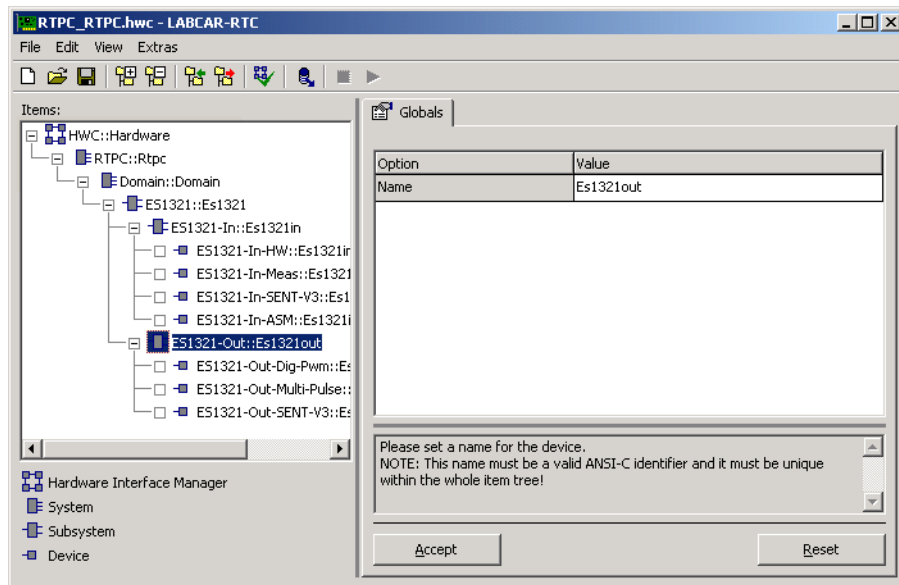 RTPC_RTPC.hwc - LABCAR-RTC
File Edit View Extras
Items:
HWC::Hardware
RTPC::Rtpc
Domain::Domain
ES1321::Es1321
ES1321-In::Es1321in
ES1321-In-HW::Es1321in
ES1321-In-Meas::Es1321
ES1321-In-SENT-V3::Es1
ES1321-In-ASM::Es1321i
ES1321-Out::Es1321out
ES1321-Out-Dig-Pwm::Es
ES1321-Out-Multi-Pulse::
ES1321-Out-SENT-V3::Es
Hardware Interface Manager
System
Subsystem
Device
Globals
Option Value
Name Es1321out
Please set a name for the device.
NOTE: This name must be a valid ANSI-C identifier and it must be unique
within the whole item tree!
Accept Reset